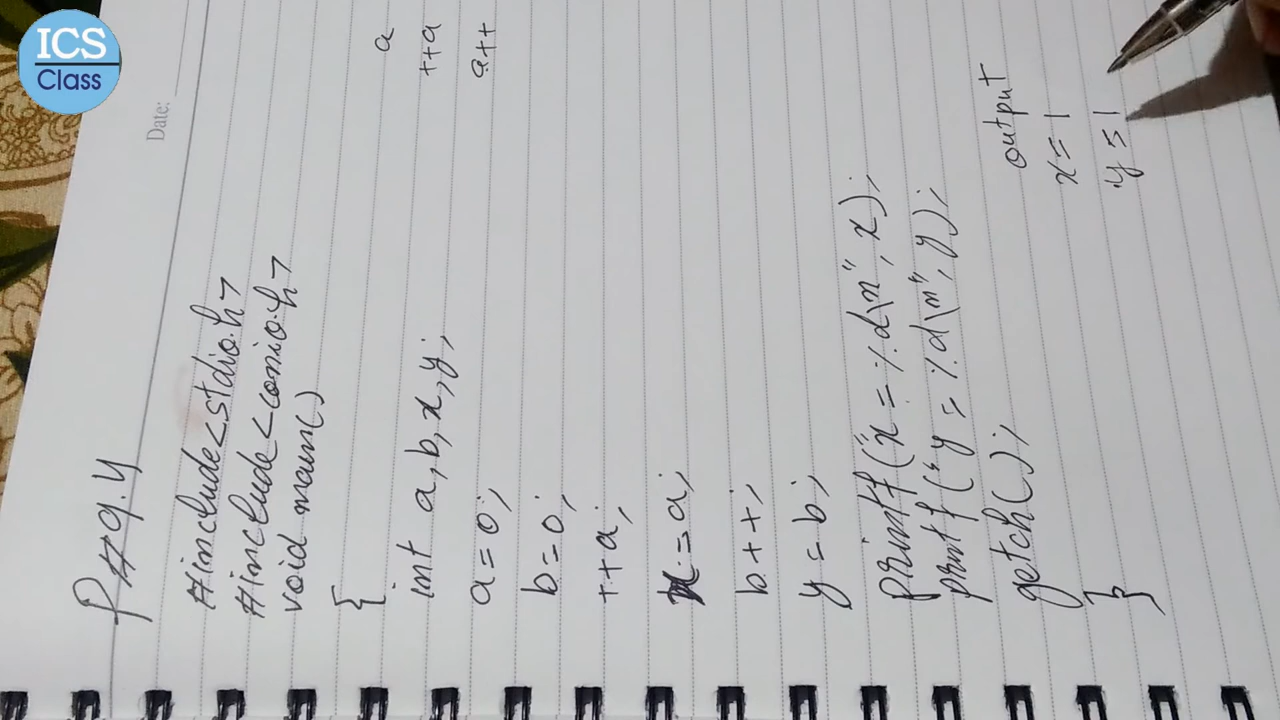 ICS
Class
Date:
P#9.4
#include<stdio.h>
#include<conio.h>
void main()
{
int a,b,x,y;
a=0;
b=0;
++a;
x=a;
b++;
y=b;
printf("x=%d\n",x);
printf("y=%d\n",y);
getch();
}
a
++a
a++
output
x=1
y=1